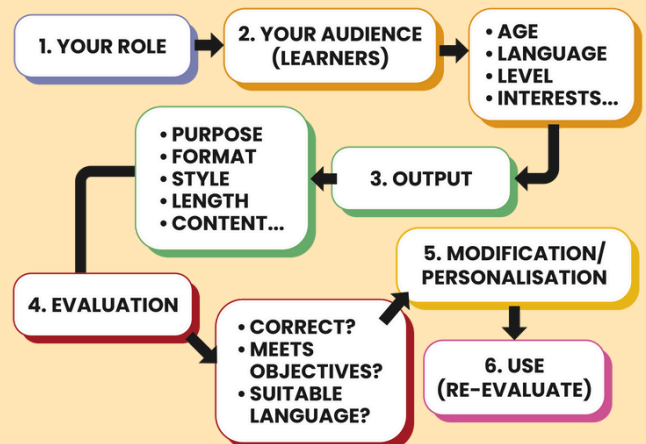 1. YOUR ROLE
2. YOUR AUDIENCE
(LEARNERS)
• AGE
• LANGUAGE
• LEVEL
• INTERESTS...
3. OUTPUT
• PURPOSE
• FORMAT
• STYLE
• LENGTH
• CONTENT...
4. EVALUATION
• CORRECT?
• MEETS
OBJECTIVES?
• SUITABLE
LANGUAGE?
5. MODIFICATION/
PERSONALISATION
6. USE
(RE-EVALUATE)